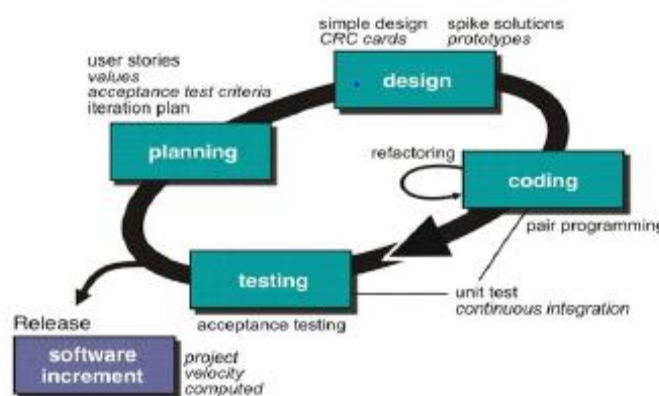 simple design
CRC cards
spike solutions
prototypes
user stories
values
acceptance test criteria
iteration plan
design
planning
refactoring
coding
pair programming
testing
unit test
continuous integration
acceptance testing
Release
software
increment
project
velocity
computed